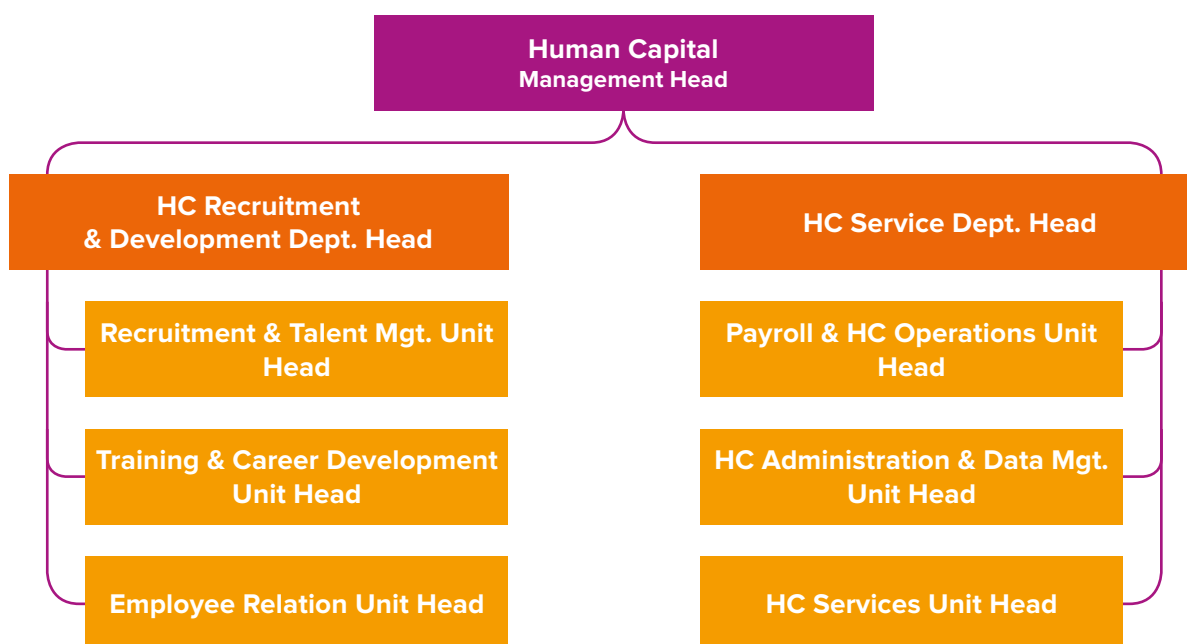 Human Capital
Management Head
HC Recruitment
& Development Dept. Head
HC Service Dept. Head
Recruitment & Talent Mgt. Unit
Head
Payroll & HC Operations Unit
Head
Training & Career Development
Unit Head
HC Administration & Data Mgt.
Unit Head
Employee Relation Unit Head
HC Services Unit Head